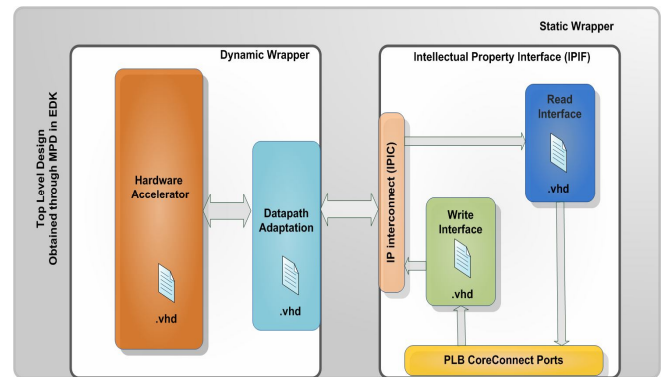 Static Wrapper
Top Level Design
Obtained through MPD in EDK
Dynamic Wrapper
Hardware
Accelerator
.vhd
Datapath
Adaptation
.vhd
Intellectual Property Interface (IPIF)
IP interconnect (IPIC)
Read
Interface
.vhd
Write
Interface
.vhd
PLB CoreConnect Ports